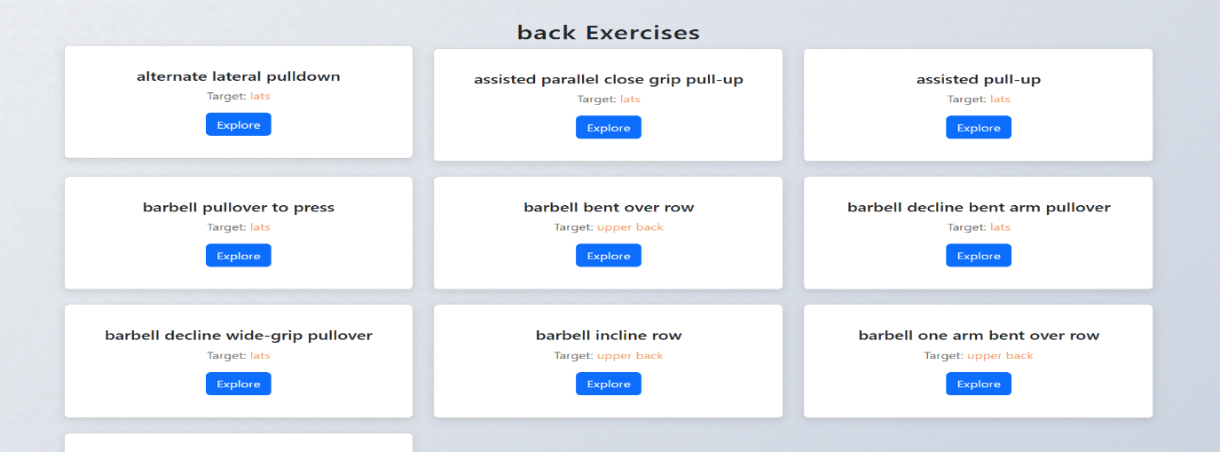 back Exercises
alternate lateral pulldown
Target: lats
Explore
assisted parallel close grip pull-up
Target: lats
Explore
assisted pull-up
Target: lats
Explore
barbell pullover to press
Target: lats
Explore
barbell bent over row
Target: upper back
Explore
barbell decline bent arm pullover
Target: lats
Explore
barbell decline wide-grip pullover
Target: lats
Explore
barbell incline row
Target: upper back
Explore
barbell one arm bent over row
Target: upper back
Explore